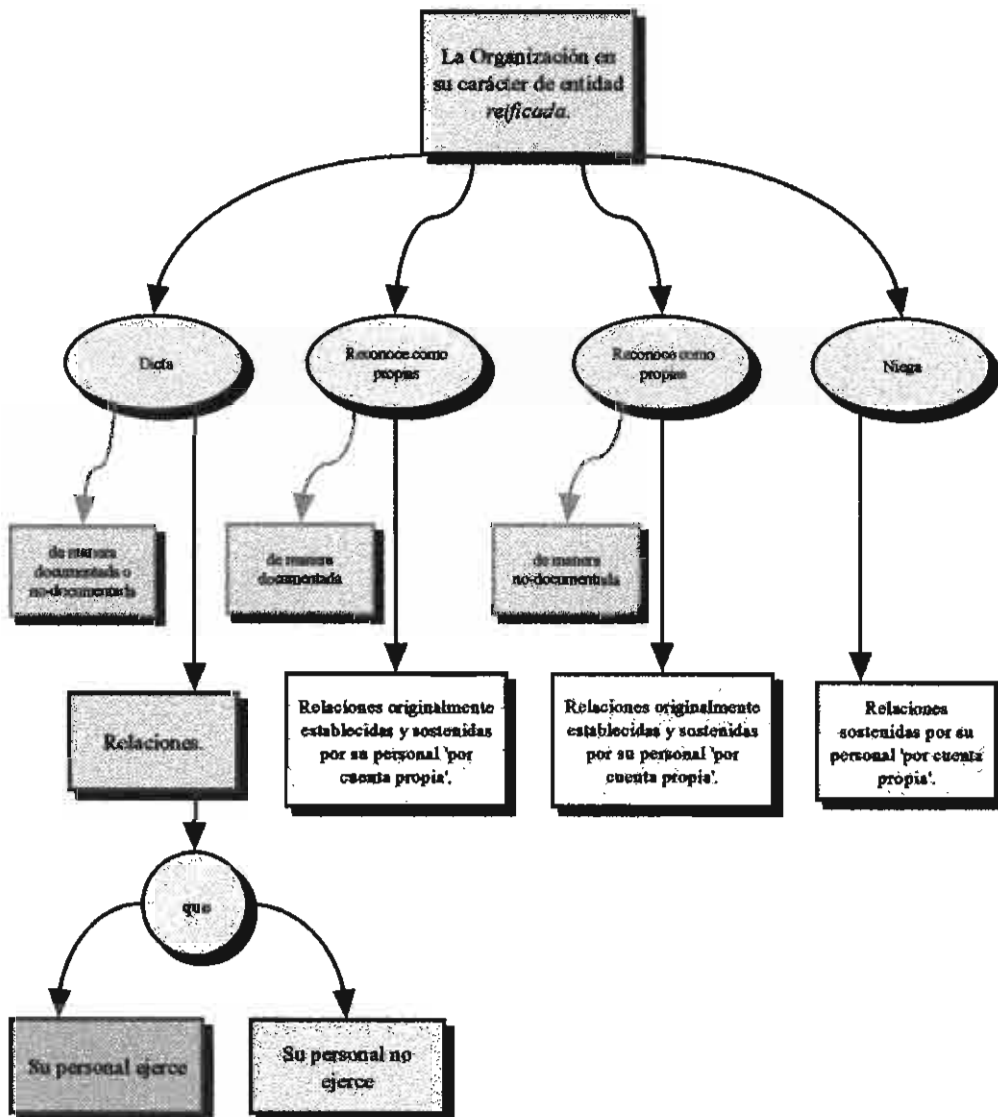 La Organización en
su carácter de entidad
reificada.
Dicta
Reconoce como
propias
Reconoce como
propias
Niega
de manera
documentada o
no-documentada
de manera
documentada
de manera
no-documentada
Relaciones.
Relaciones originalmente
establecidas y sostenidas
por su personal 'por
cuenta propia'.
Relaciones originalmente
establecidas y sostenidas
por su personal 'por
cuenta propia'.
Relaciones
sostenidas por su
personal 'por cuenta
propia'.
que
Su personal ejerce
Su personal no
ejerce